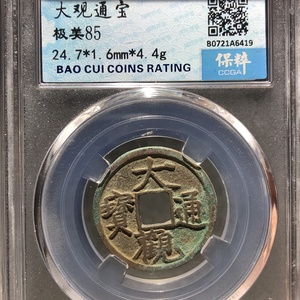 大观通宝
极美85
24.7*1.6mm*4.4g
BAO CUI COINS RATING
B0721A6419
保粹
CCGA
大觀通寶